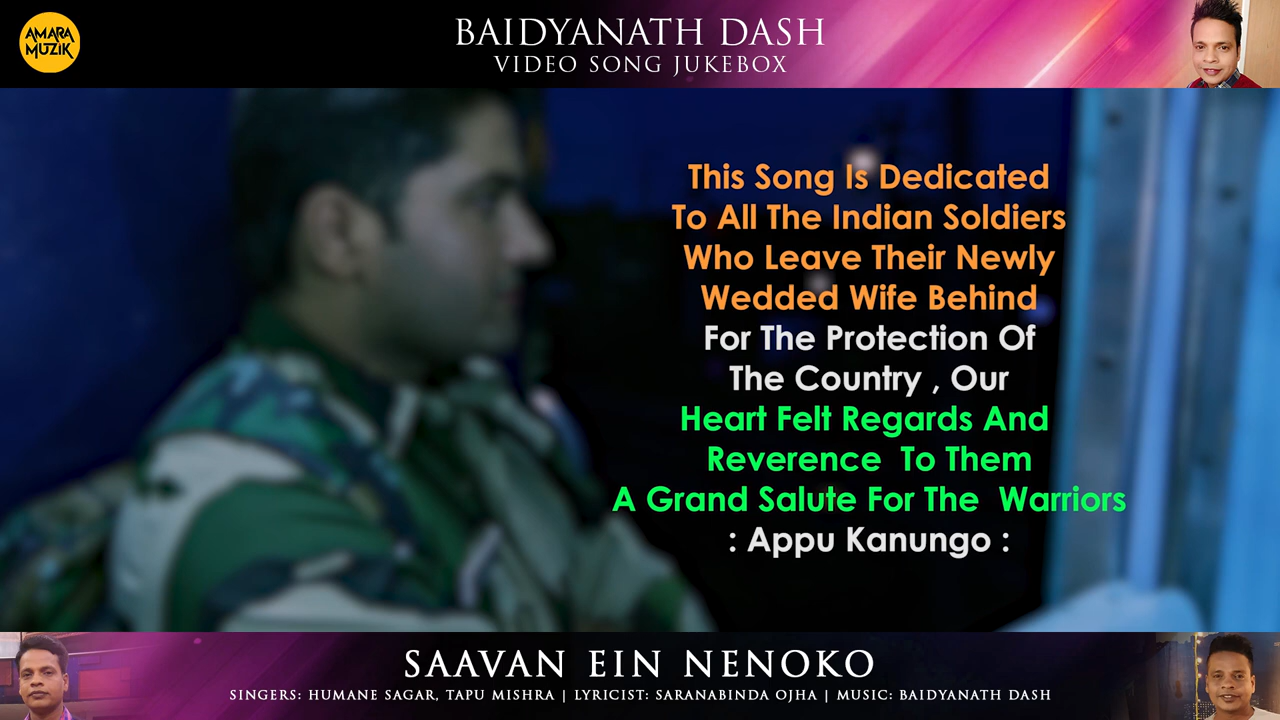 AMARA
MUZIK
BAIDYANATH DASH
VIDEO SONG JUKEBOX
This Song Is Dedicated
To All The Indian Soldiers
Who Leave Their Newly
Wedded Wife Behind
For The Protection Of
The Country , Our
Heart Felt Regards And
Reverence To Them
A Grand Salute For The Warriors
: Appu Kanungo :
SAAVAN EIN NENOKO
SINGERS: HUMANE SAGAR, TAPU MISHRA | LYRICIST: SARANABINDA OJHA | MUSIC: BAIDYANATH DASH